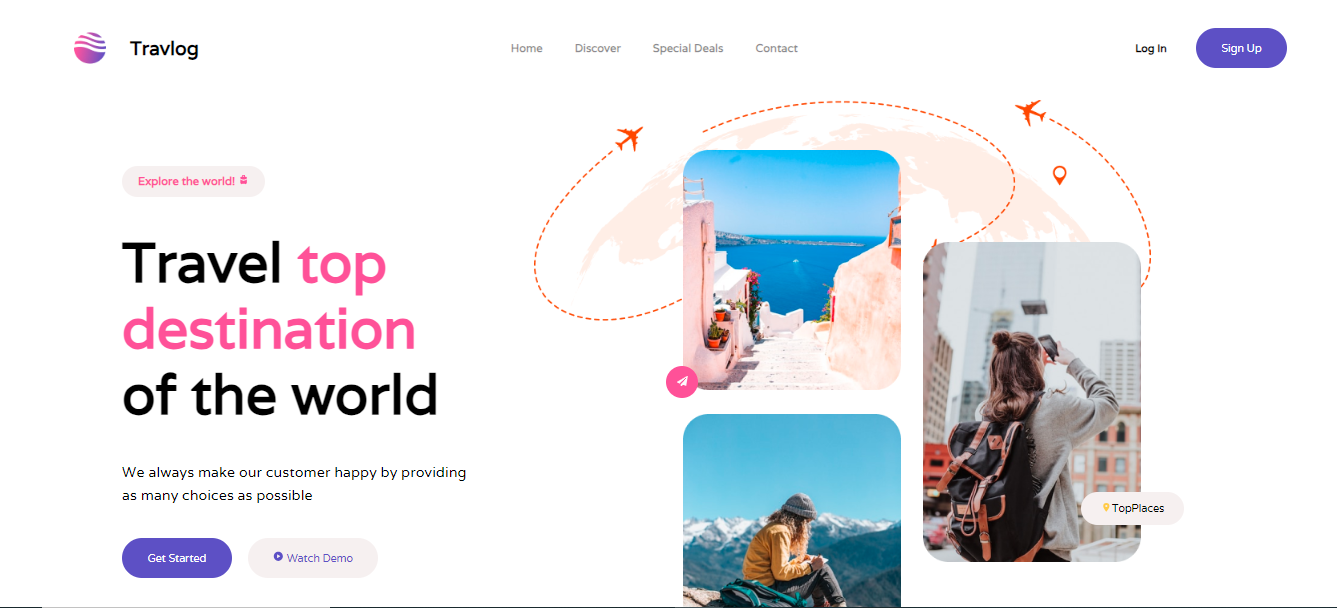 Travlog
Home
Discover
Special Deals
Contact
Log In
Sign Up
Explore the world!
Travel top
destination
of the world
We always make our customer happy by providing
as many choices as possible
Get Started
Watch Demo
TopPlaces